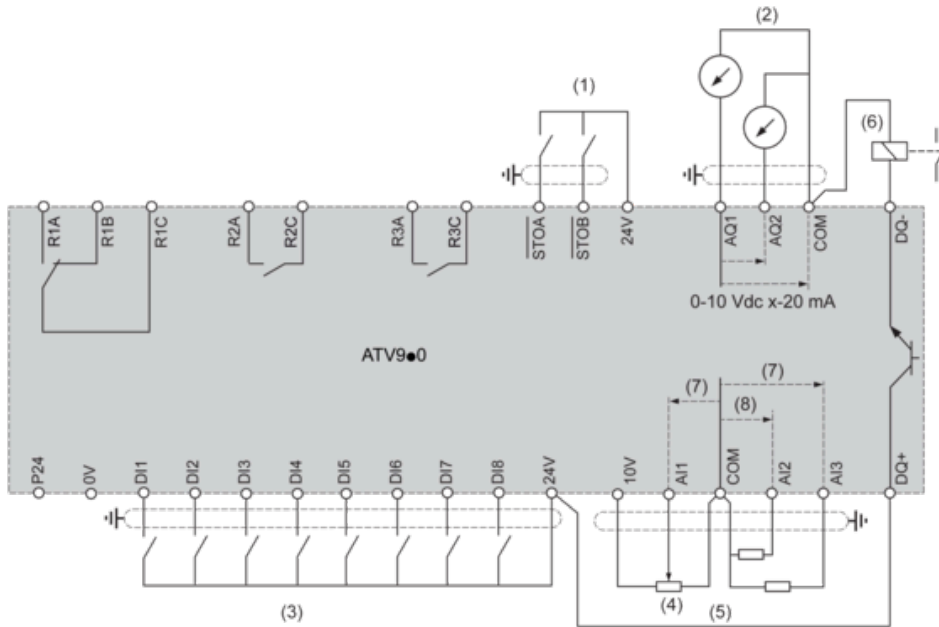 (2)
(1)
(6)
R1A
R1B
R1C
R2A
R2C
R3A
R3C
STOA
STOB
24V
AQ1
AQ2
COM
DQ-
0-10 Vdc x-20 mA
ATV9●0
(7)
(7)
(8)
P24
0V
DI1
DI2
DI3
DI4
DI5
DI6
DI7
DI8
24V
10V
AI1
COM
AI2
AI3
DQ+
(3)
(4)
(5)